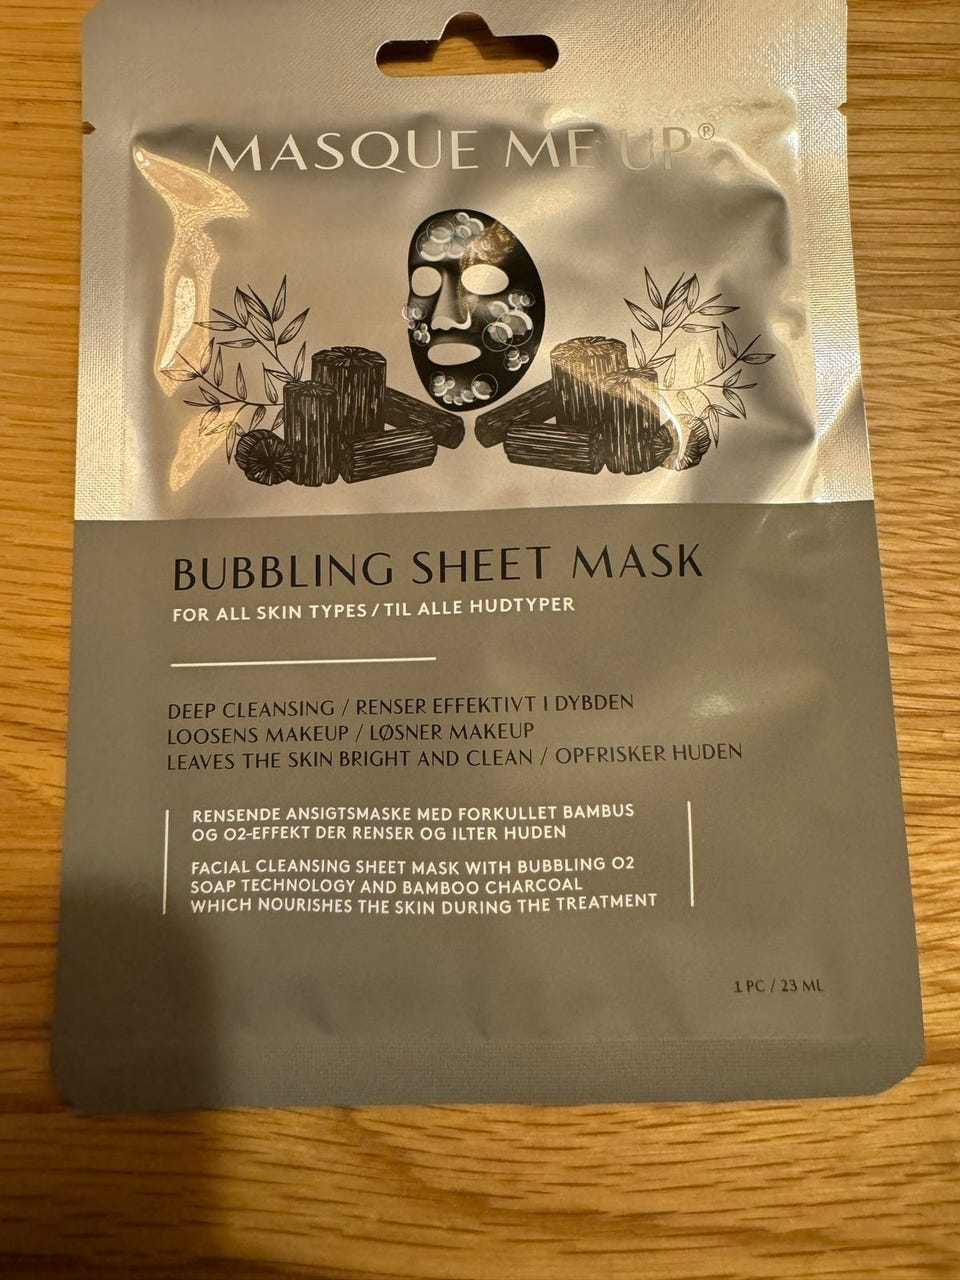 MASQUE ME UP®
BUBBLING SHEET MASK
FOR ALL SKIN TYPES / TIL ALLE HUDTYPER
DEEP CLEANSING / RENSER EFFEKTIVT I DYBDEN
LOOSENS MAKEUP / LØSNER MAKEUP
LEAVES THE SKIN BRIGHT AND CLEAN / OPFRISKER HUDEN
RENSENDE ANSIGTSMASKE MED FORKULLET BAMBUS
OG O2-EFFEKT DER RENSER OG ILTER HUDEN
FACIAL CLEANSING SHEET MASK WITH BUBBLING O2
SOAP TECHNOLOGY AND BAMBOO CHARCOAL
WHICH NOURISHES THE SKIN DURING THE TREATMENT
1 PC / 23 ML